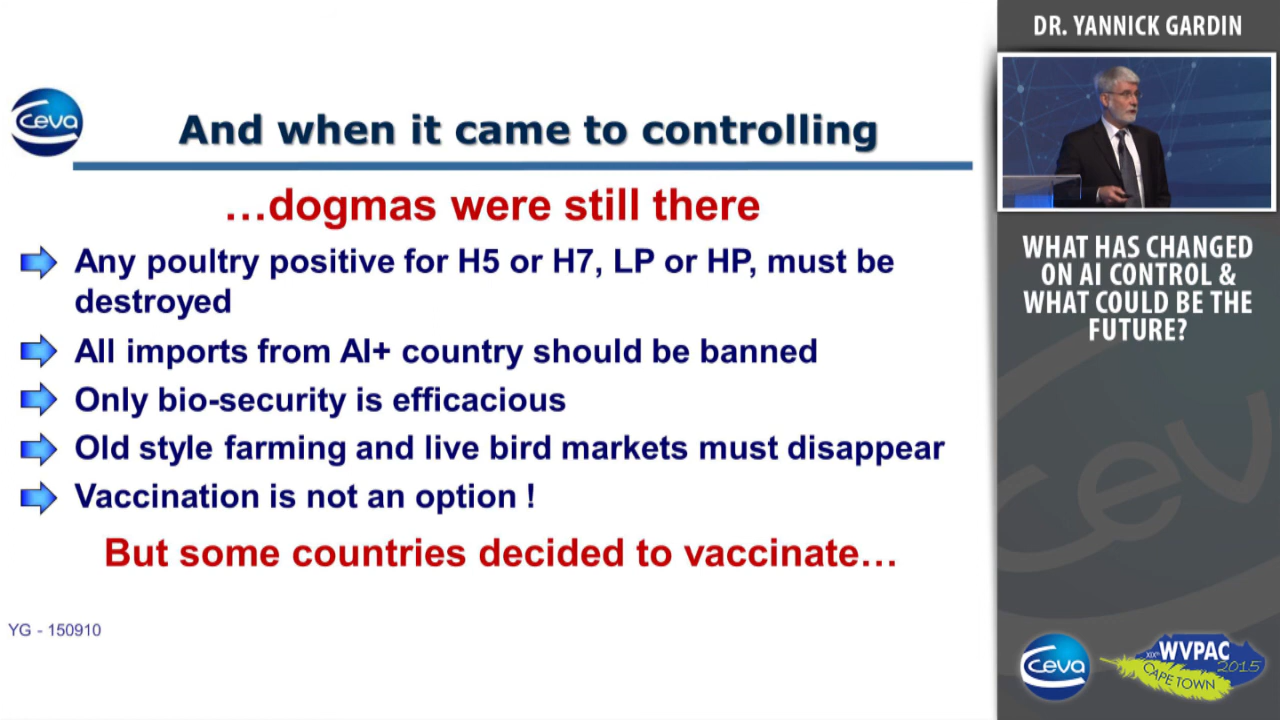 ceva
And when it came to controlling
…dogmas were still there
Any poultry positive for H5 or H7, LP or HP, must be
destroyed
All imports from AI+ country should be banned
Only bio-security is efficacious
Old style farming and live bird markets must disappear
Vaccination is not an option !
But some countries decided to vaccinate…
YG - 150910
DR. YANNICK GARDIN
WHAT HAS CHANGED
ON AI CONTROL &
WHAT COULD BE THE
FUTURE?
ceva
ceva
XIXth WVPAC
2015
CAPE TOWN